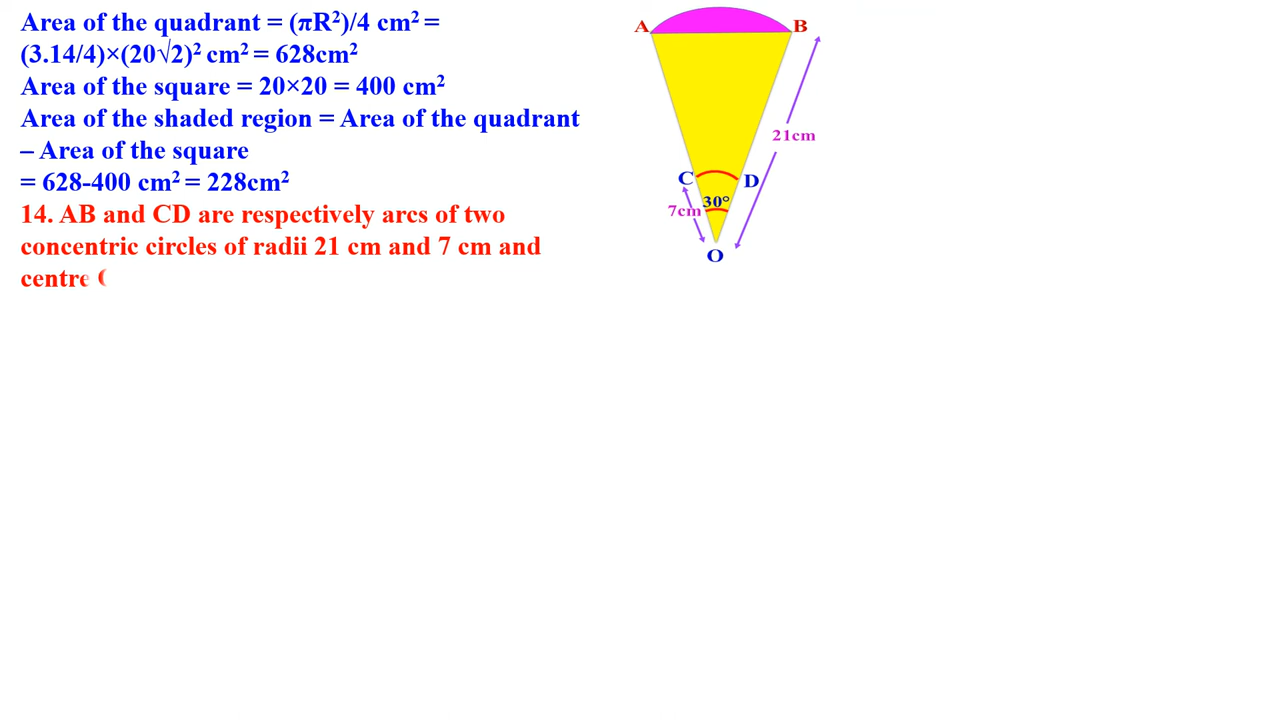 Area of the quadrant = (πR²)/4 cm² =
(3.14/4)×(20√2)² cm² = 628cm²
Area of the square = 20×20 = 400 cm²
Area of the shaded region = Area of the quadrant
– Area of the square
= 628-400 cm² = 228cm²
14. AB and CD are respectively arcs of two
concentric circles of radii 21 cm and 7 cm and
centre
A
B
21cm
C
D
30°
7cm
O